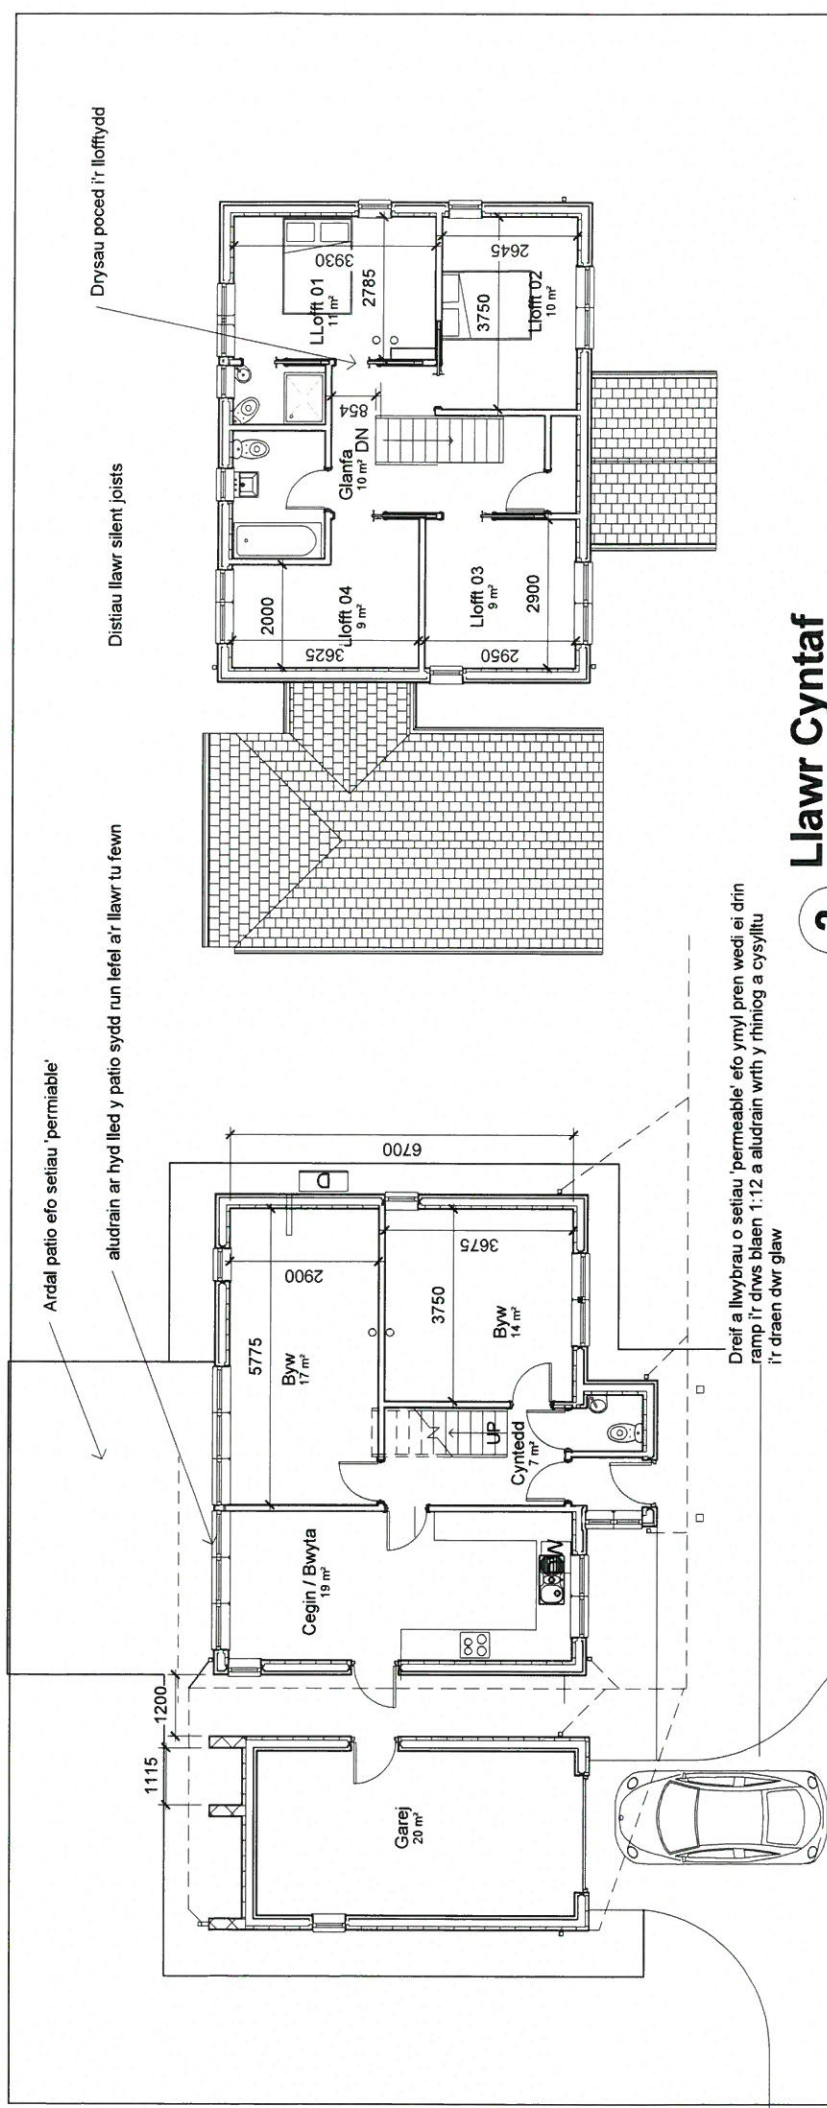 Ardal patio efo setiau 'permiable'
aludrain ar hyd lled y patio sydd run lefel a'r llawr tu fewn
Distiau llawr silent joists
Drysau poced i'r llofftydd
1115
1200
Garej
20 m²
Cegin / Bwyta
19 m²
W
5775
2900
Byw
17 m²
D
6700
3750
3675
Byw
14 m²
UP
Cyntedd
7 m²
Dreif a llwybrau o setiau 'permeable' efo ymyl pren wedi ei drin
ramp i'r drws blaen 1:12 a aludrain wrth y rhiniog a cysylltu
i'r draen dwr glaw
2000
3625
Llofft 04
9 m²
Llofft 03
9 m²
2900
2950
Glanfa
10 m²
DN
854
LLofft 01
11 m²
3930
2785
3750
2645
Llofft 02
10 m²
Llawr Cyntaf